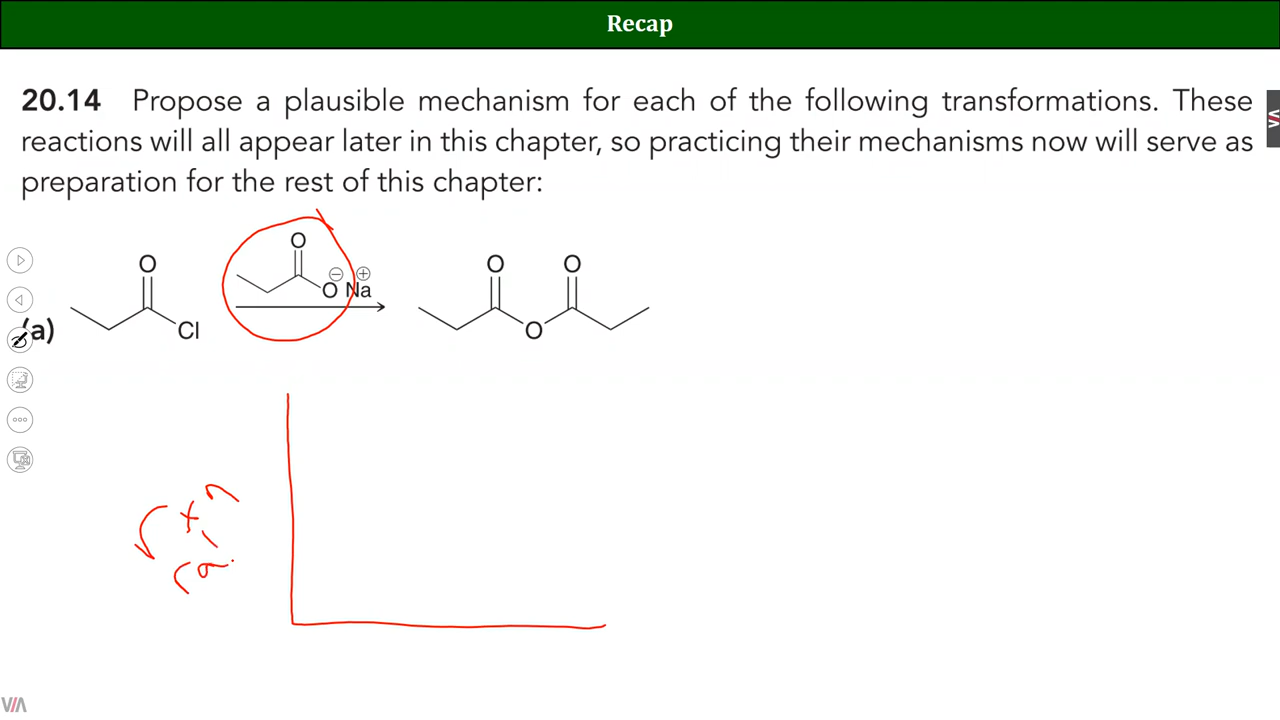 Recap
20.14 Propose a plausible mechanism for each of the following transformations. These
reactions will all appear later in this chapter, so practicing their mechanisms now will serve as
preparation for the rest of this chapter:
O O O O
O⊖ Na⊕
(a) Cl O
rxn
VIA